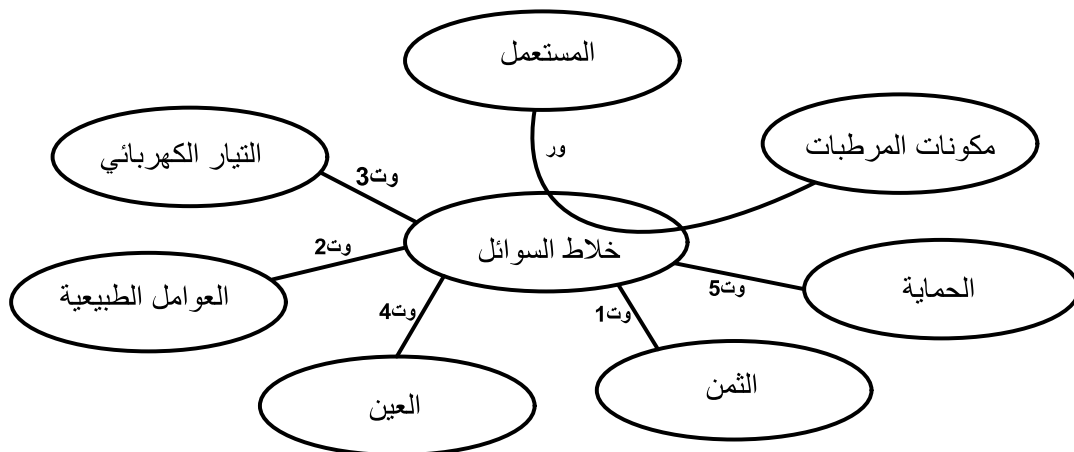 المستعمل
مكونات المرطبات
التيار الكهربائي
ور
وت3
خلاط السوائل
وت2
العوامل الطبيعية
وت5
الحماية
وت4
وت1
العين
الثمن